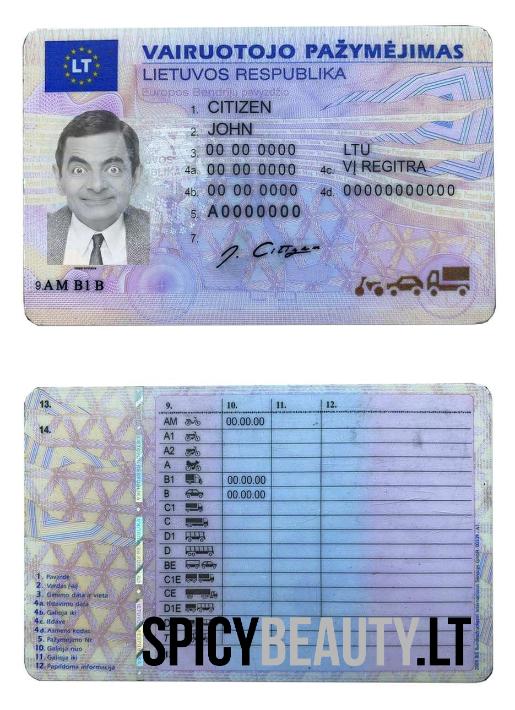 LT
VAIRUOTOJO PAŽYMĖJIMAS
LIETUVOS RESPUBLIKA
Europos Bendrijų pavyzdžio
1. CITIZEN
2. JOHN
3. 00 00 0000 LTU
4a. 00 00 0000 4c. VĮ REGITRA
4b. 00 00 0000 4d. 00000000000
5. A0000000
7. J. Citizen
9.AM B1 B
13.
14.
9. 10. 11. 12.
AM 00.00.00
A1
A2
A
B1 00.00.00
B 00.00.00
C1
C
D1
D
BE
C1E
CE
D1E
1. Pavardė
2. Vardas (-ai)
3. Gimimo data ir vieta
4a. Išdavimo data
4b. Galioja iki
4c. Išdavė
4d. Asmens kodas
5. Pažymėjimo Nr.
10. Galioja nuo
11. Galioja iki
12. Papildoma informacija
SPICYBEAUTY.LT